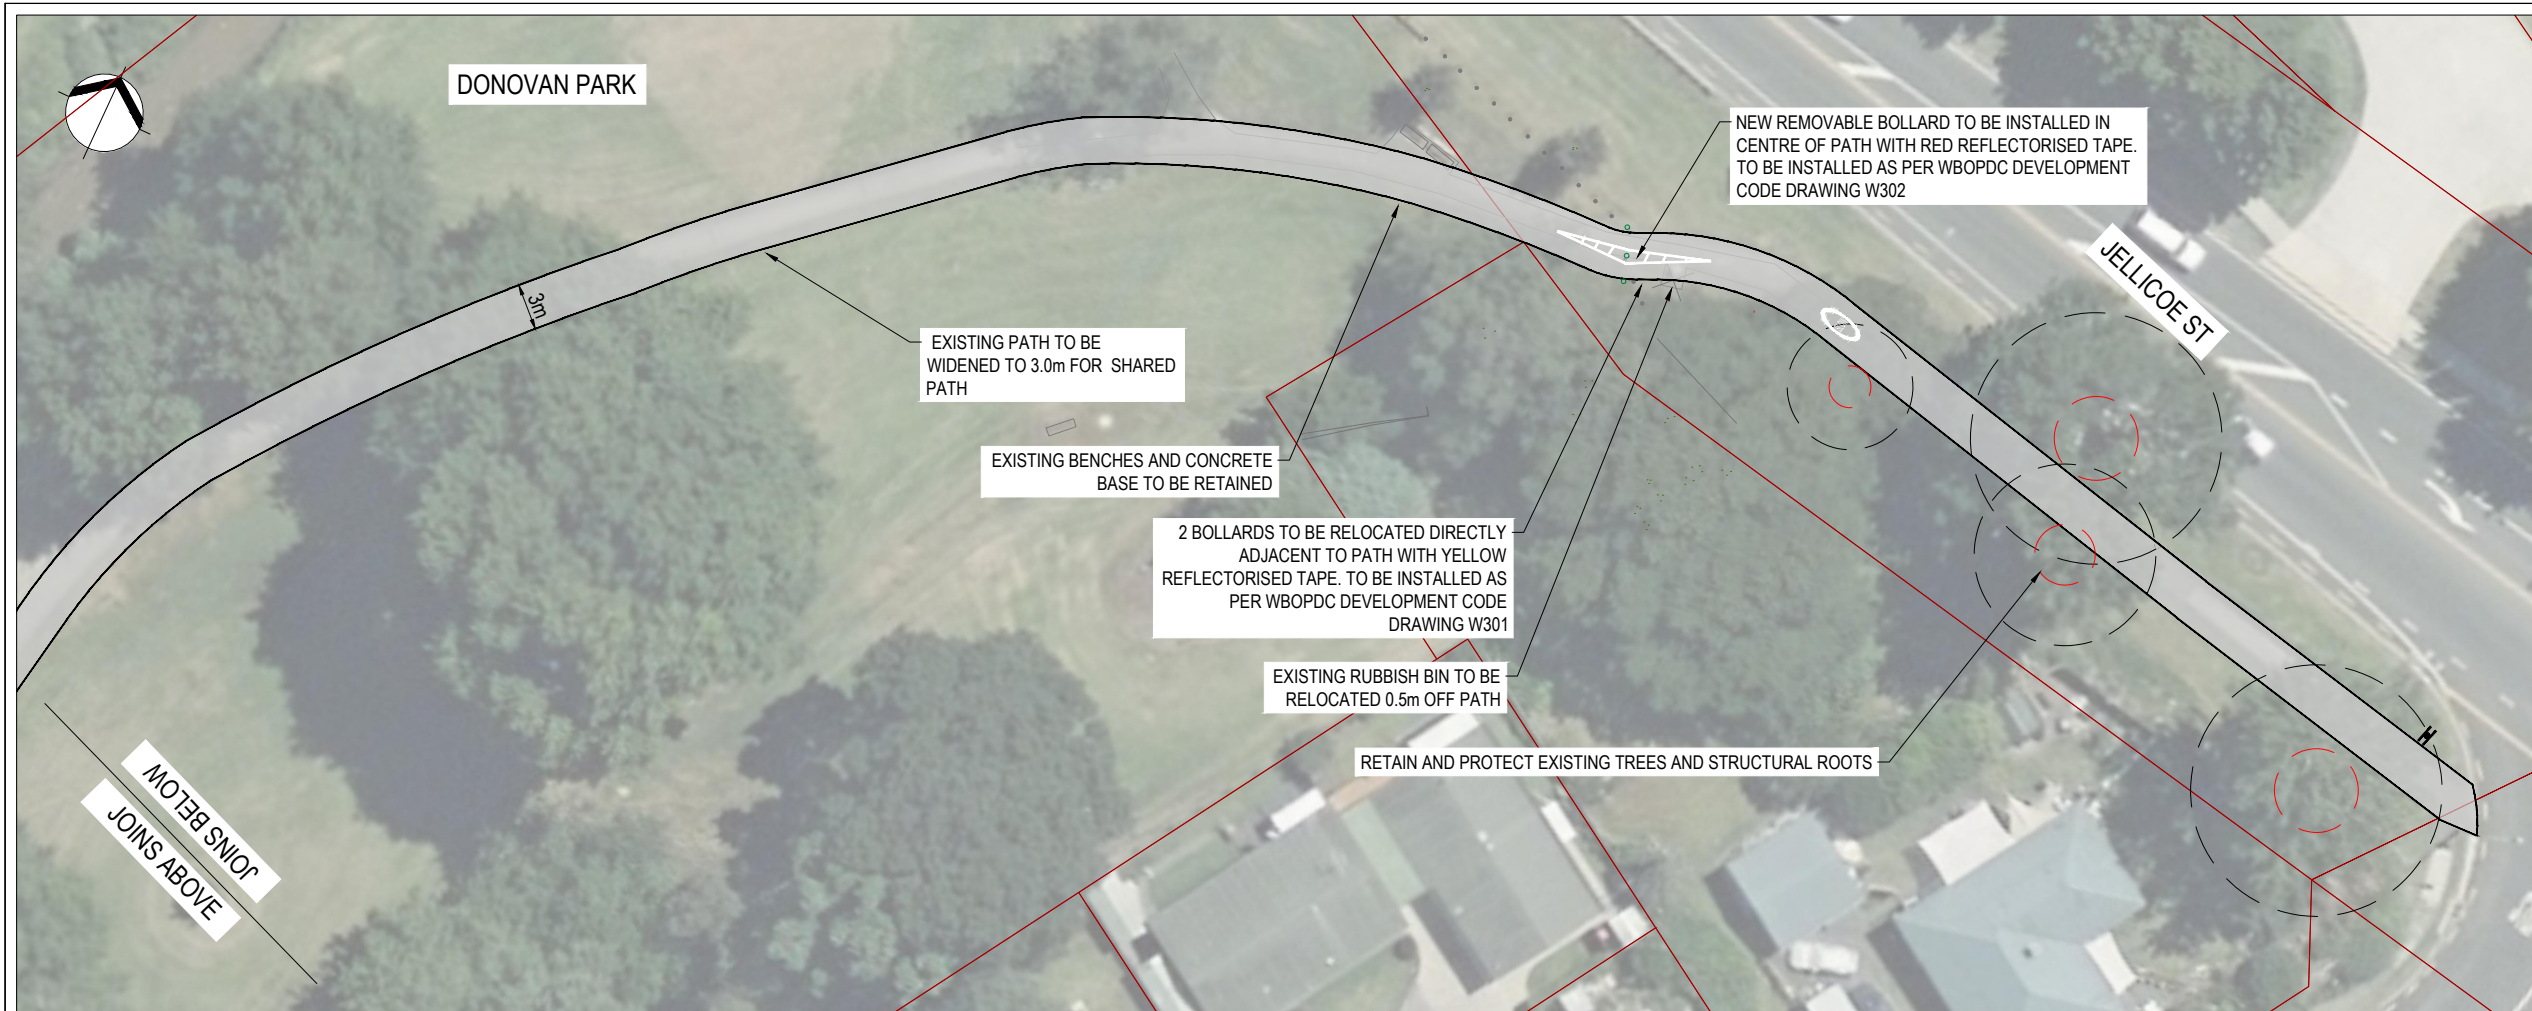 DONOVAN PARK
NEW REMOVABLE BOLLARD TO BE INSTALLED IN
CENTRE OF PATH WITH RED REFLECTORISED TAPE.
TO BE INSTALLED AS PER WBOPDC DEVELOPMENT
CODE DRAWING W302
JELLICOE ST
3m
EXISTING PATH TO BE
WIDENED TO 3.0m FOR SHARED
PATH
EXISTING BENCHES AND CONCRETE
BASE TO BE RETAINED
2 BOLLARDS TO BE RELOCATED DIRECTLY
ADJACENT TO PATH WITH YELLOW
REFLECTORISED TAPE. TO BE INSTALLED AS
PER WBOPDC DEVELOPMENT CODE
DRAWING W301
EXISTING RUBBISH BIN TO BE
RELOCATED 0.5m OFF PATH
RETAIN AND PROTECT EXISTING TREES AND STRUCTURAL ROOTS
JOINS BELOW
JOINS ABOVE